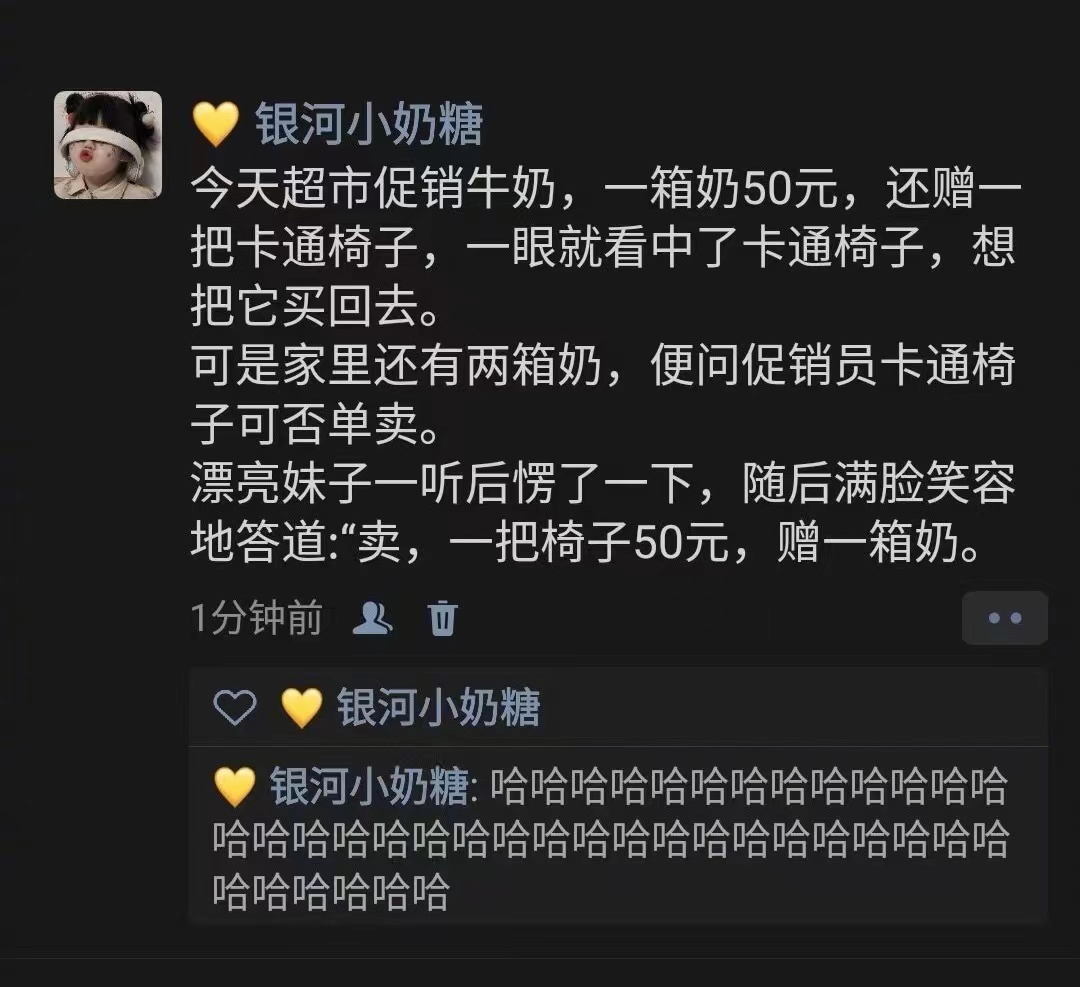 💛 银河小奶糖
今天超市促销牛奶，一箱奶50元，还赠一
把卡通椅子，一眼就看中了卡通椅子，想
把它买回去。
可是家里还有两箱奶，便问促销员卡通椅
子可否单卖。
漂亮妹子一听后愣了一下，随后满脸笑容
地答道:“卖，一把椅子50元，赠一箱奶。
1分钟前
💛 银河小奶糖
💛 银河小奶糖: 哈哈哈哈哈哈哈哈哈哈哈哈哈
哈哈哈哈哈哈哈哈哈哈哈哈哈哈哈哈哈哈哈哈
哈哈哈哈哈哈